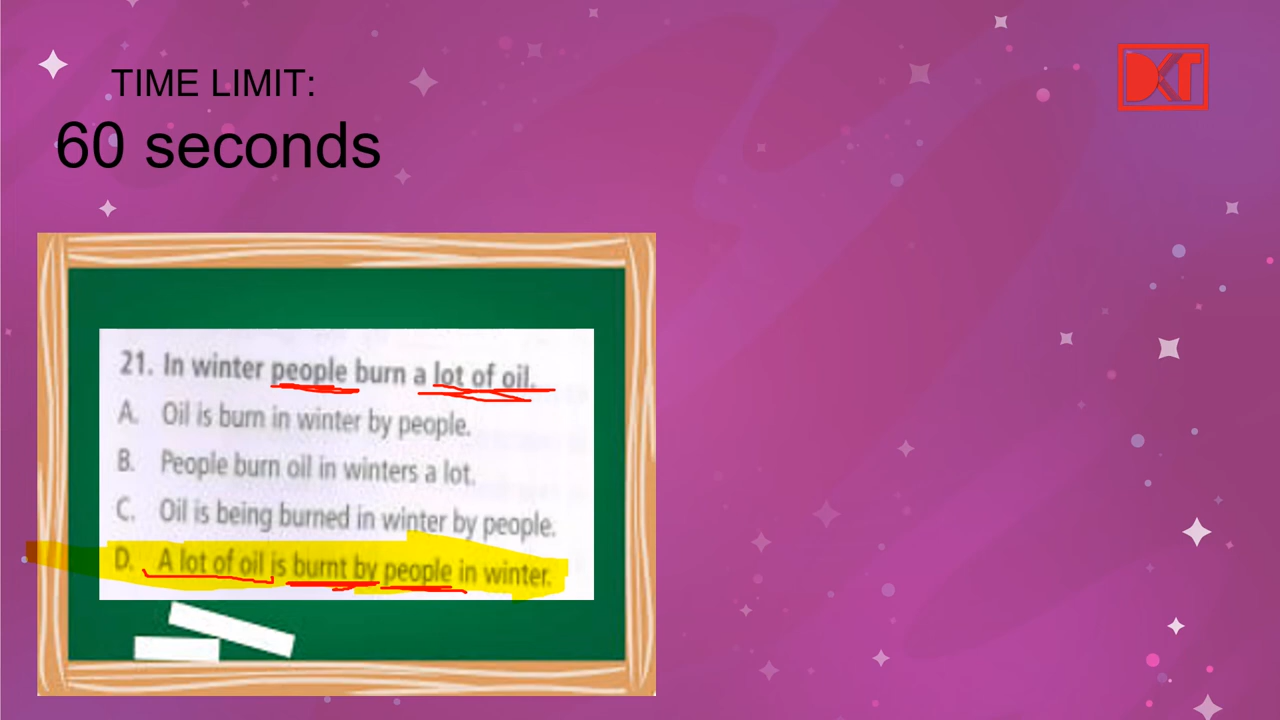 TIME LIMIT:
60 seconds
DKT
21. In winter people burn a lot of oil.
A. Oil is burn in winter by people.
B. People burn oil in winters a lot.
C. Oil is being burned in winter by people.
D. A lot of oil is burnt by people in winter.